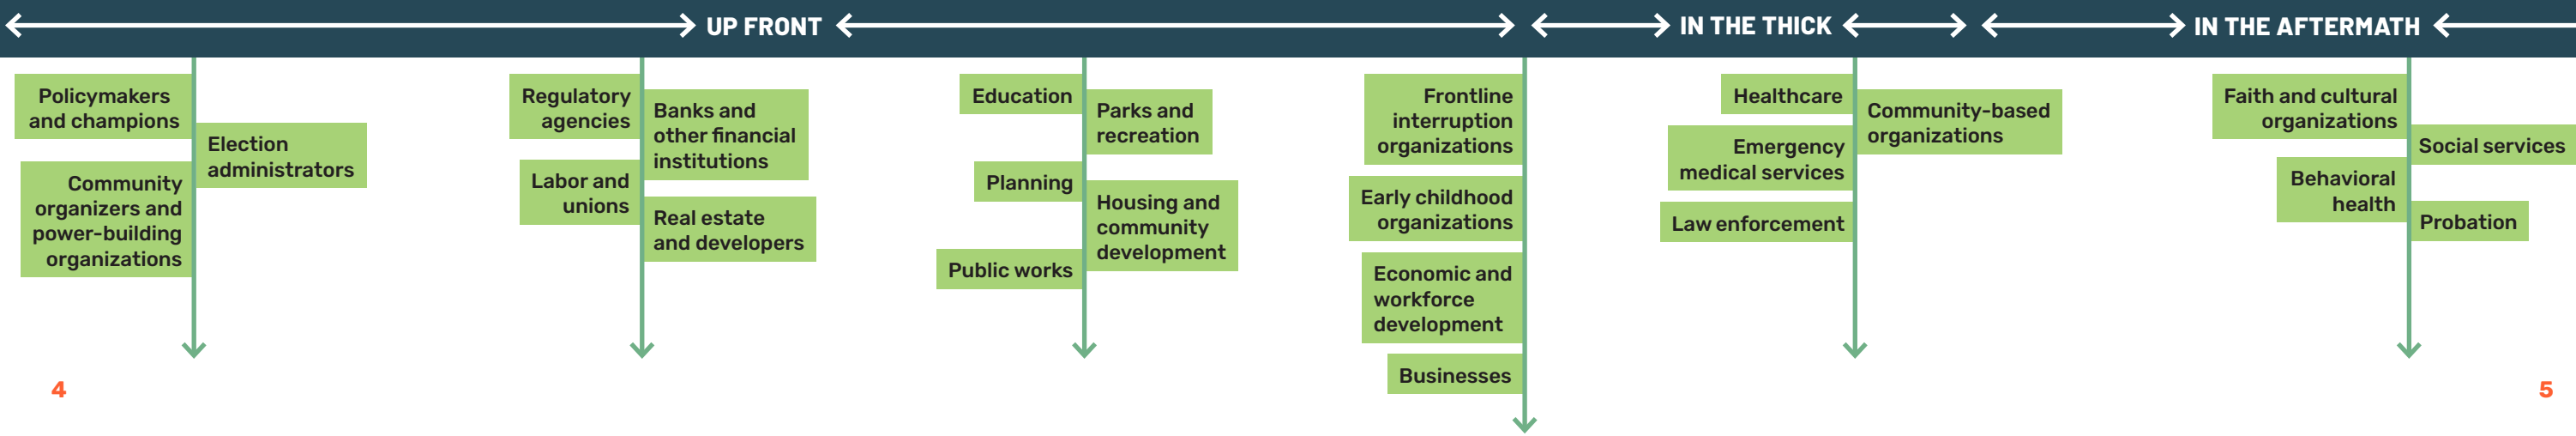 UP FRONT
IN THE THICK
IN THE AFTERMATH
Policymakers
and champions
Election
administrators
Community
organizers and
power-building
organizations
Regulatory
agencies
Banks and
other financial
institutions
Labor and
unions
Real estate
and developers
Education
Parks and
recreation
Planning
Housing and
community
development
Public works
Frontline
interruption
organizations
Early childhood
organizations
Economic and
workforce
development
Businesses
Healthcare
Community-based
organizations
Emergency
medical services
Law enforcement
Faith and cultural
organizations
Social services
Behavioral
health
Probation
4
5